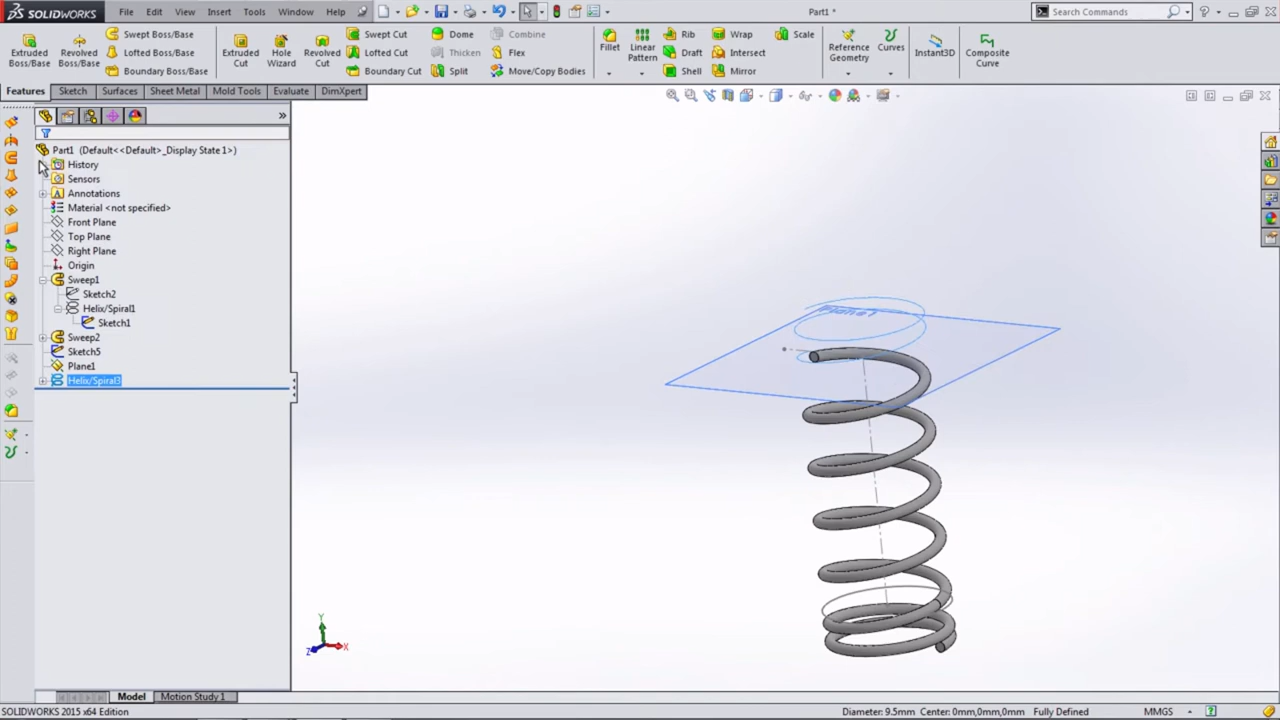 SOLIDWORKS File Edit View Insert Tools Window Help Part1 * Search Commands
Extruded Boss/Base
Revolved Boss/Base
Swept Boss/Base
Lofted Boss/Base
Boundary Boss/Base
Extruded Cut
Hole Wizard
Revolved Cut
Swept Cut
Lofted Cut
Boundary Cut
Dome
Thicken
Split
Combine
Flex
Move/Copy Bodies
Fillet
Linear Pattern
Rib
Draft
Shell
Wrap
Intersect
Mirror
Scale
Reference Geometry
Curves
Instant3D
Composite Curve
Features Sketch Surfaces Sheet Metal Mold Tools Evaluate DimXpert
Part1 (Default<<Default>_Display State 1>)
History
Sensors
Annotations
Material <not specified>
Front Plane
Top Plane
Right Plane
Origin
Sweep1
Sketch2
Helix/Spiral1
Sketch1
Sweep2
Sketch5
Plane1
Helix/Spiral3
Plane1
Y
X
Z
Model Motion Study 1
SOLIDWORKS 2015 x64 Edition Diameter: 9.5mm Center: 0mm,0mm,0mm Fully Defined MMGS